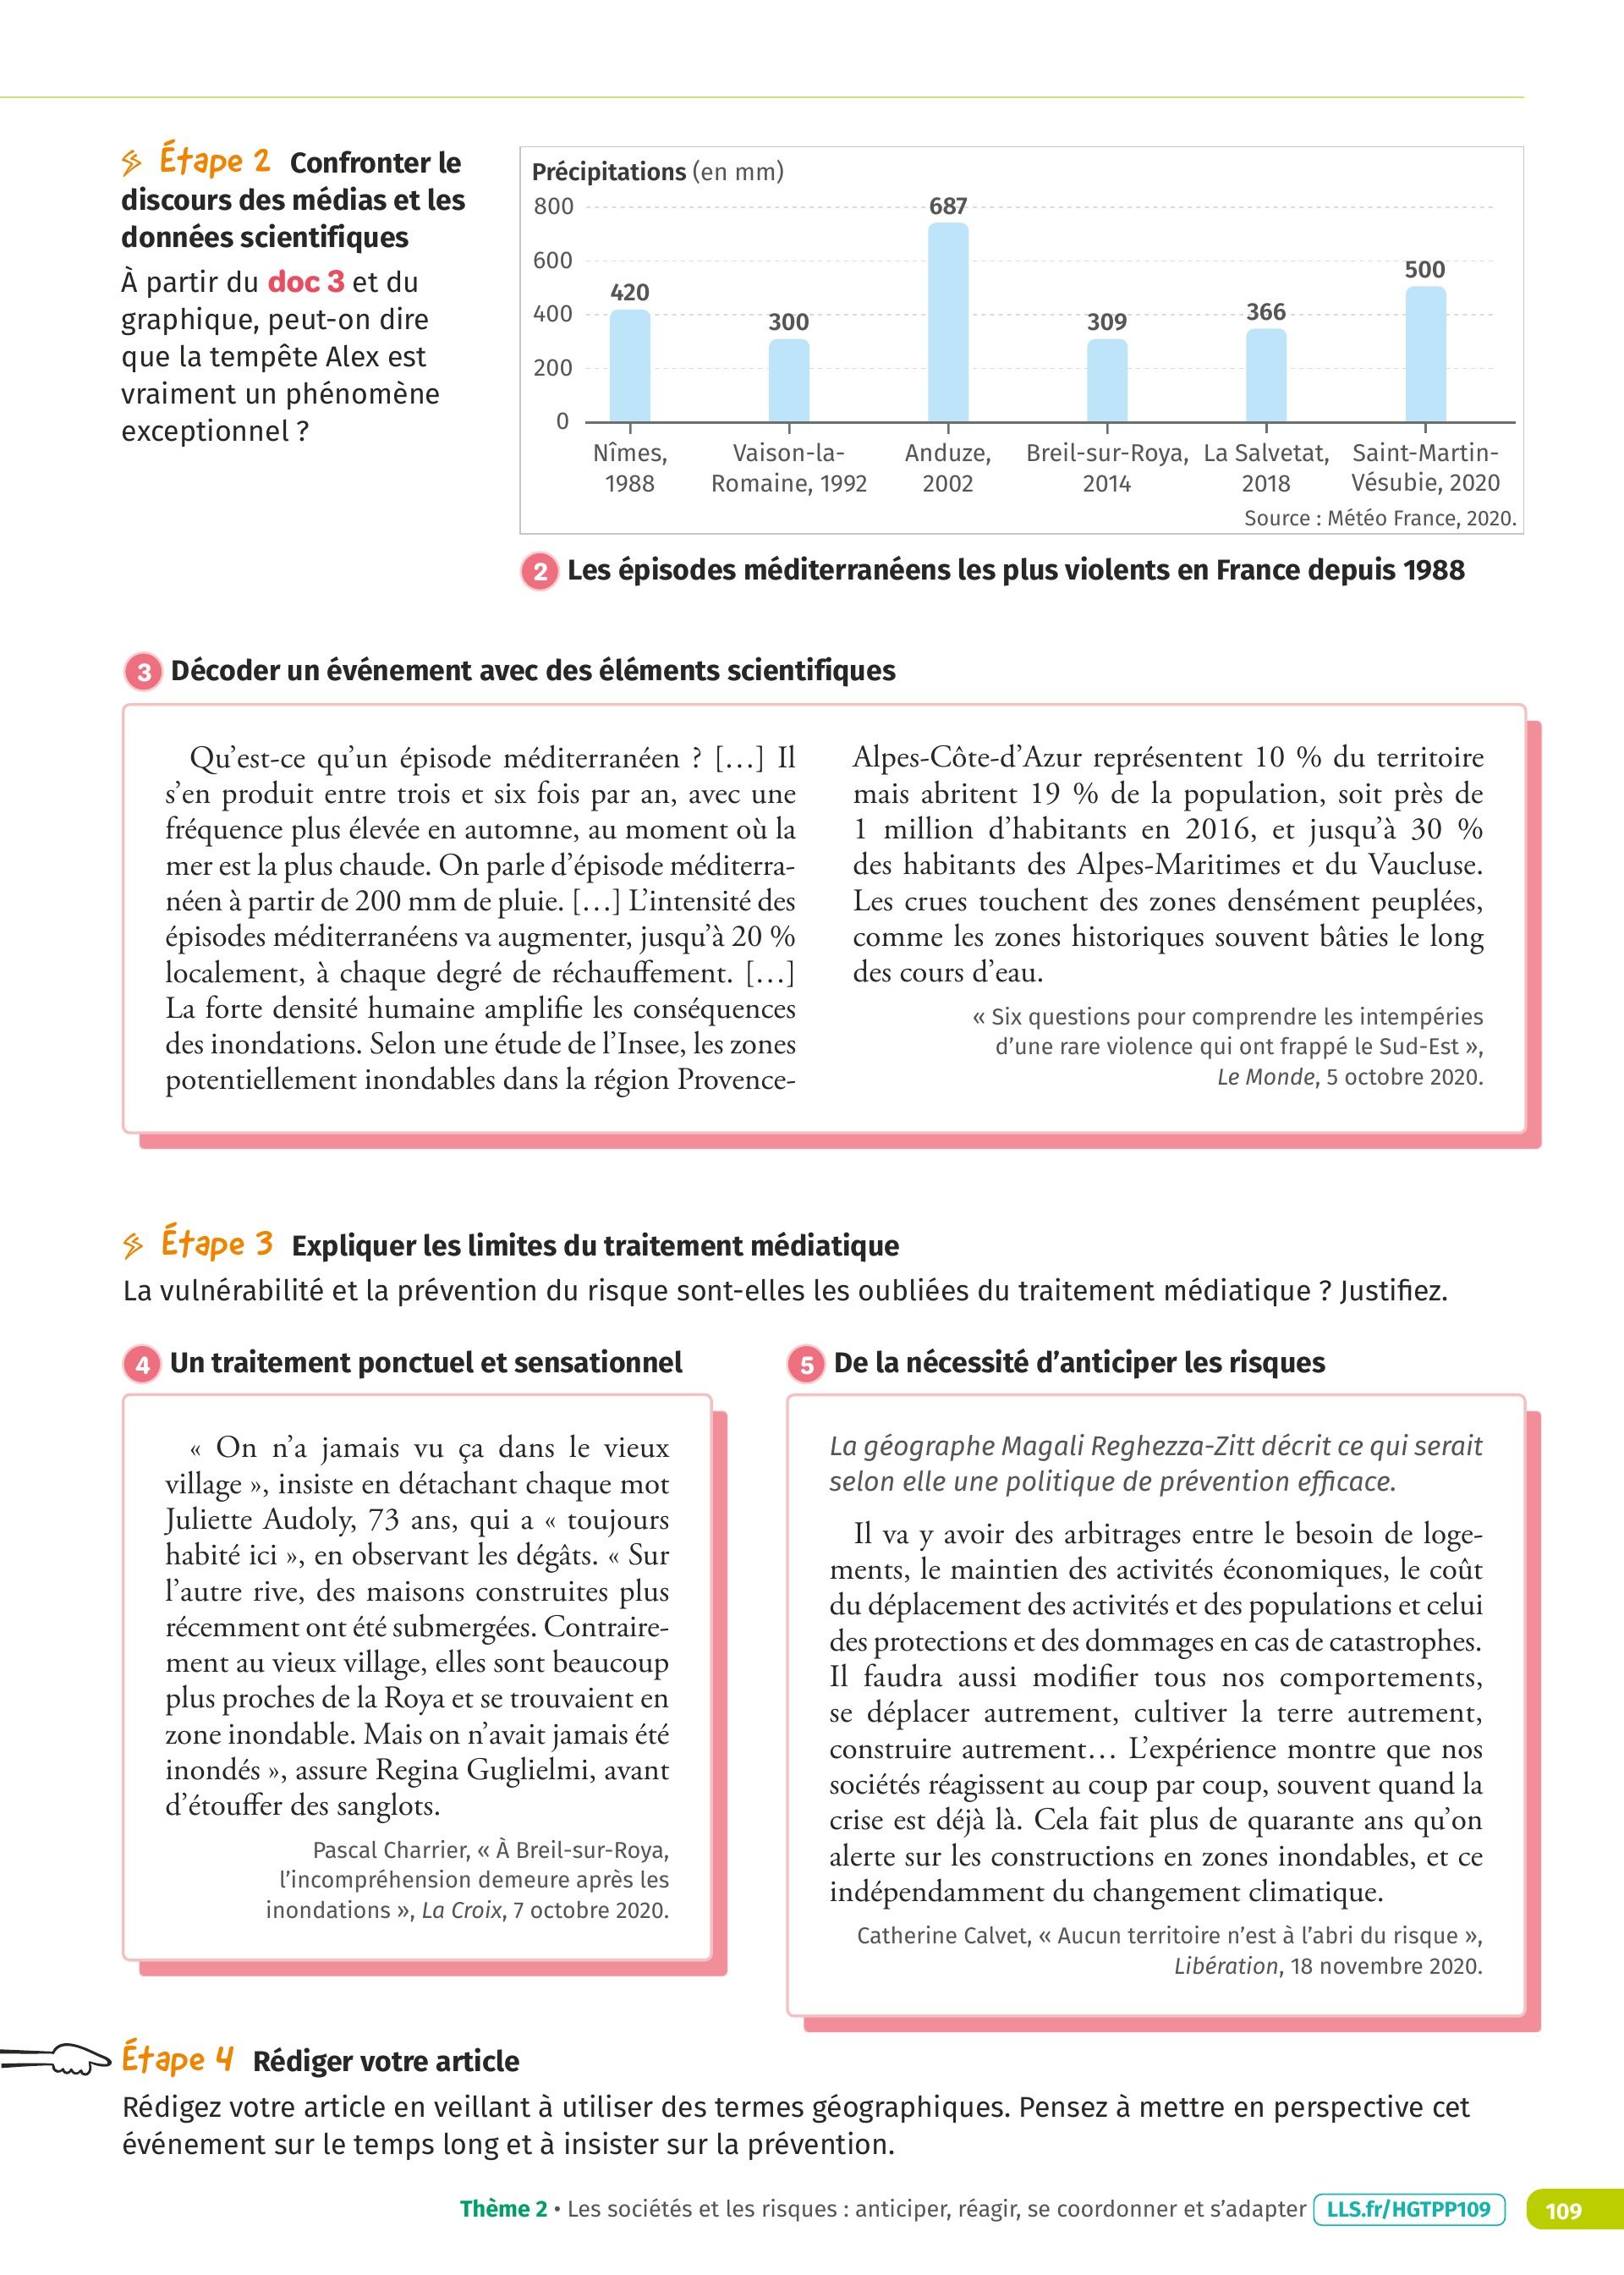 Étape 2 Confronter le
discours des médias et les
données scientifiques
À partir du doc 3 et du
graphique, peut-on dire
que la tempête Alex est
vraiment un phénomène
exceptionnel ?
Précipitations (en mm)
800
600
400
200
0
420
300
687
309
366
500
Nîmes,
1988
Vaison-la-
Romaine, 1992
Anduze,
2002
Breil-sur-Roya,
2014
La Salvetat,
2018
Saint-Martin-
Vésubie, 2020
Source : Météo France, 2020.
2 Les épisodes méditerranéens les plus violents en France depuis 1988
3 Décoder un événement avec des éléments scientifiques
Qu’est-ce qu’un épisode méditerranéen ? […] Il
s’en produit entre trois et six fois par an, avec une
fréquence plus élevée en automne, au moment où la
mer est la plus chaude. On parle d’épisode méditerra-
néen à partir de 200 mm de pluie. […] L’intensité des
épisodes méditerranéens va augmenter, jusqu’à 20 %
localement, à chaque degré de réchauffement. […]
La forte densité humaine amplifie les conséquences
des inondations. Selon une étude de l’Insee, les zones
potentiellement inondables dans la région Provence-
Alpes-Côte-d’Azur représentent 10 % du territoire
mais abritent 19 % de la population, soit près de
1 million d’habitants en 2016, et jusqu’à 30 %
des habitants des Alpes-Maritimes et du Vaucluse.
Les crues touchent des zones densément peuplées,
comme les zones historiques souvent bâties le long
des cours d’eau.
« Six questions pour comprendre les intempéries
d’une rare violence qui ont frappé le Sud-Est »,
Le Monde, 5 octobre 2020.
Étape 3 Expliquer les limites du traitement médiatique
La vulnérabilité et la prévention du risque sont-elles les oubliées du traitement médiatique ? Justifiez.
4 Un traitement ponctuel et sensationnel
« On n’a jamais vu ça dans le vieux
village », insiste en détachant chaque mot
Juliette Audoly, 73 ans, qui a « toujours
habité ici », en observant les dégâts. « Sur
l’autre rive, des maisons construites plus
récemment ont été submergées. Contraire-
ment au vieux village, elles sont beaucoup
plus proches de la Roya et se trouvaient en
zone inondable. Mais on n’avait jamais été
inondés », assure Regina Guglielmi, avant
d’étouffer des sanglots.
Pascal Charrier, « À Breil-sur-Roya,
l’incompréhension demeure après les
inondations », La Croix, 7 octobre 2020.
5 De la nécessité d’anticiper les risques
La géographe Magali Reghezza-Zitt décrit ce qui serait
selon elle une politique de prévention efficace.
Il va y avoir des arbitrages entre le besoin de loge-
ments, le maintien des activités économiques, le coût
du déplacement des activités et des populations et celui
des protections et des dommages en cas de catastrophes.
Il faudra aussi modifier tous nos comportements,
se déplacer autrement, cultiver la terre autrement,
construire autrement… L’expérience montre que nos
sociétés réagissent au coup par coup, souvent quand la
crise est déjà là. Cela fait plus de quarante ans qu’on
alerte sur les constructions en zones inondables, et ce
indépendamment du changement climatique.
Catherine Calvet, « Aucun territoire n’est à l’abri du risque »,
Libération, 18 novembre 2020.
Étape 4 Rédiger votre article
Rédigez votre article en veillant à utiliser des termes géographiques. Pensez à mettre en perspective cet
événement sur le temps long et à insister sur la prévention.
Thème 2 • Les sociétés et les risques : anticiper, réagir, se coordonner et s’adapter LLS.fr/HGTPP109 109